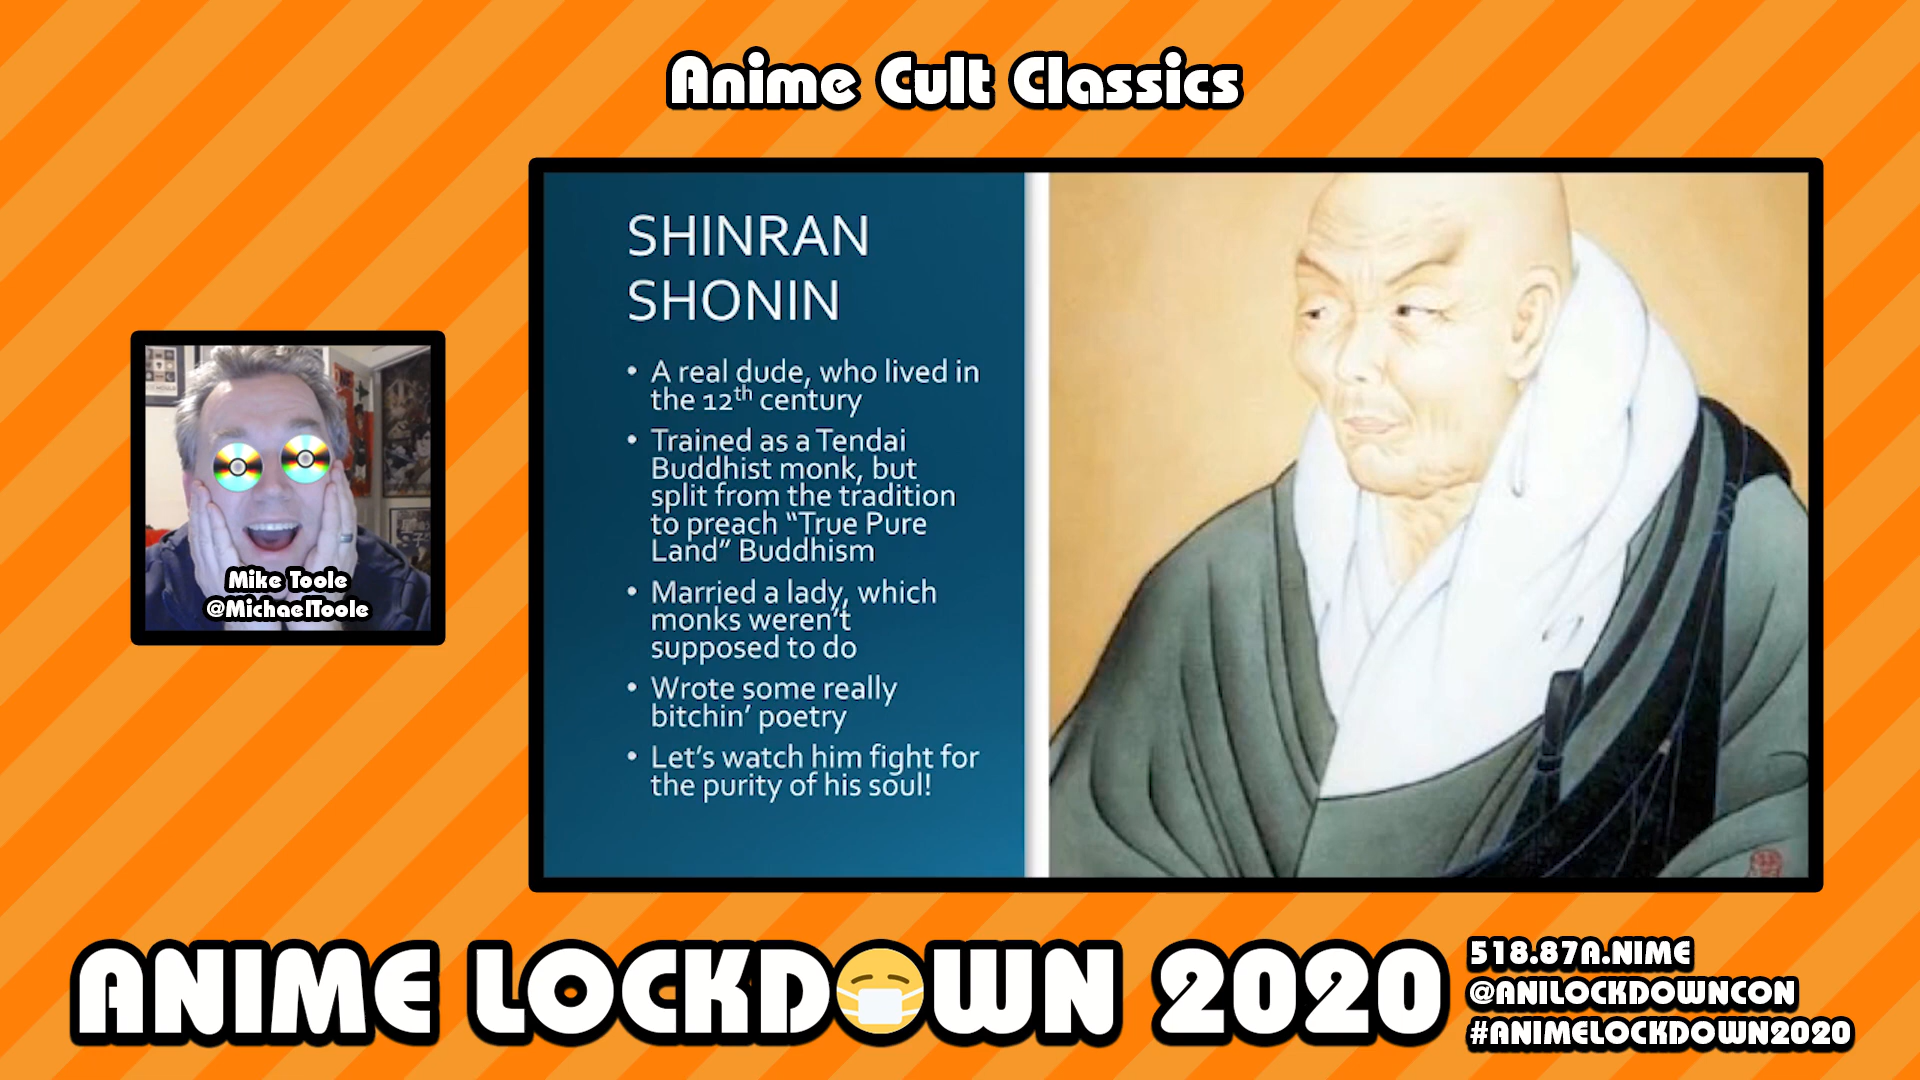 Anime Cult Classics
SHINRAN
SHONIN
• A real dude, who lived in
the 12th century
• Trained as a Tendai
Buddhist monk, but
split from the tradition
to preach “True Pure
Land” Buddhism
• Married a lady, which
monks weren’t
supposed to do
• Wrote some really
bitchin’ poetry
• Let’s watch him fight for
the purity of his soul!
Mike Toole
@MichaelToole
ANIME LOCKDOWN 2020
518.87A.NIME
@ANILOCKDOWNCON
#ANIMELOCKDOWN2020